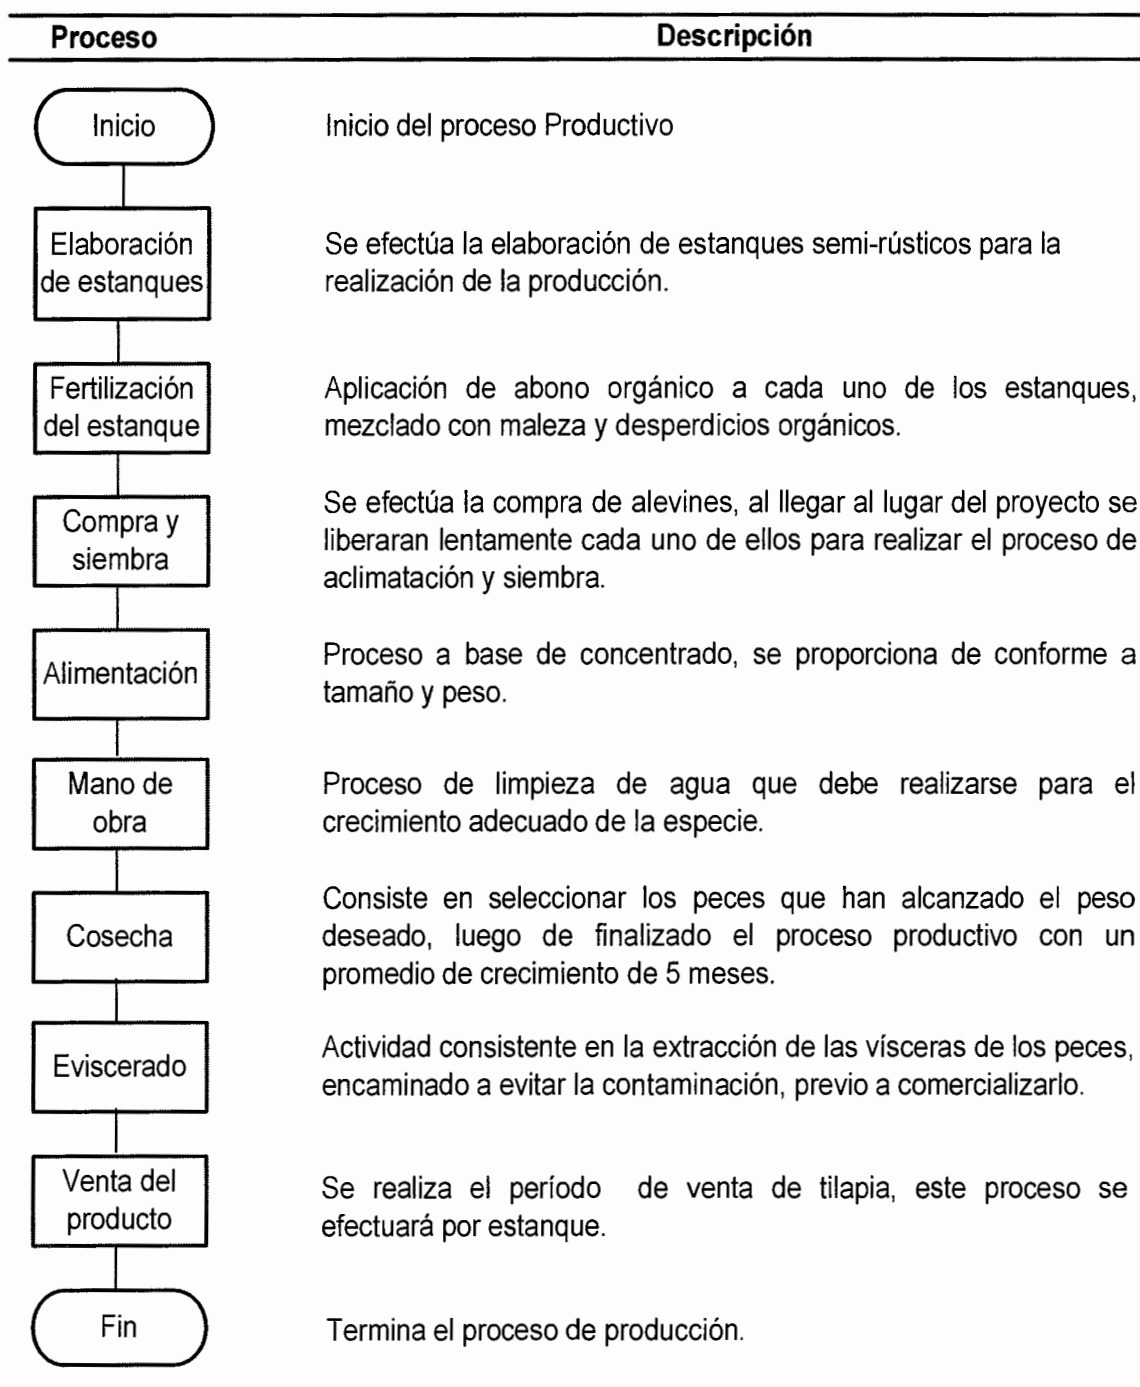 Proceso Descripción
Inicio Inicio del proceso Productivo
Elaboración
de estanques
Se efectúa la elaboración de estanques semi-rústicos para la
realización de la producción.
Fertilización
del estanque
Aplicación de abono orgánico a cada uno de los estanques,
mezclado con maleza y desperdicios orgánicos.
Compra y
siembra
Se efectúa la compra de alevines, al llegar al lugar del proyecto se
liberaran lentamente cada uno de ellos para realizar el proceso de
aclimatación y siembra.
Alimentación
Proceso a base de concentrado, se proporciona de conforme a
tamaño y peso.
Mano de
obra
Proceso de limpieza de agua que debe realizarse para el
crecimiento adecuado de la especie.
Cosecha
Consiste en seleccionar los peces que han alcanzado el peso
deseado, luego de finalizado el proceso productivo con un
promedio de crecimiento de 5 meses.
Eviscerado
Actividad consistente en la extracción de las vísceras de los peces,
encaminado a evitar la contaminación, previo a comercializarlo.
Venta del
producto
Se realiza el período de venta de tilapia, este proceso se
efectuará por estanque.
Fin Termina el proceso de producción.